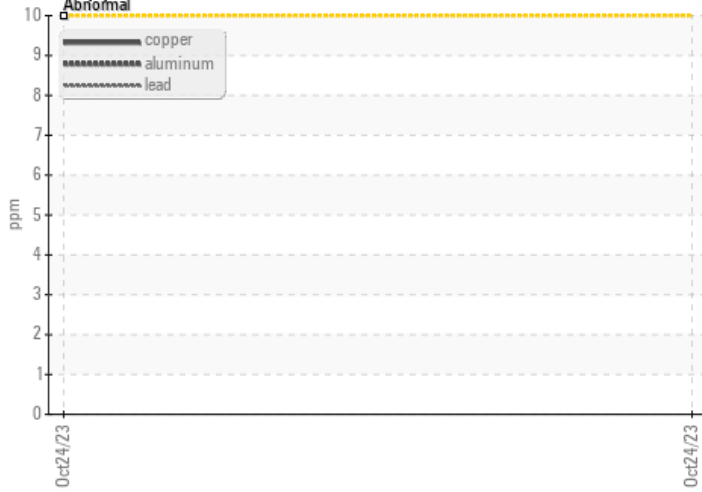 Abnormal
10
9
8
7
6
5
4
3
2
1
0
ppm
copper
aluminum
lead
Oct24/23
Oct24/23